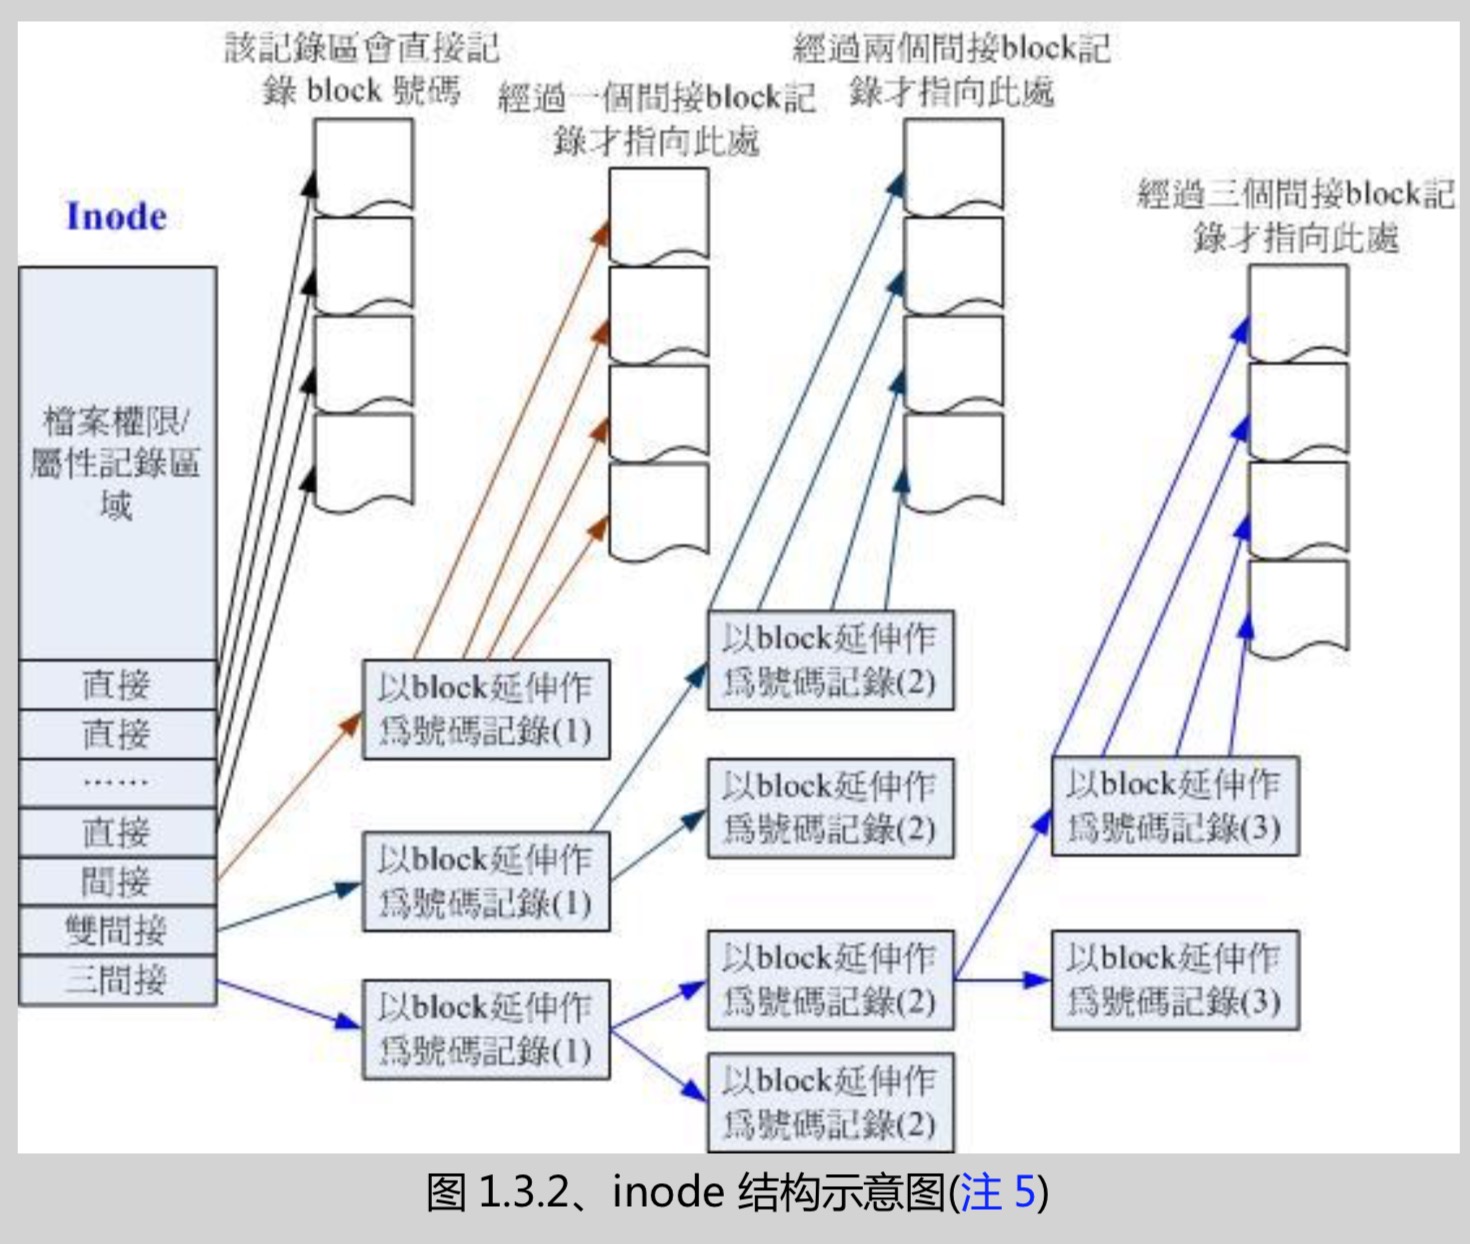 該記錄區會直接記
錄 block 號碼
經過一個間接block記
錄才指向此處
經過兩個間接block記
錄才指向此處
經過三個間接block記
錄才指向此處
Inode
檔案權限/
屬性記錄區
域
直接
直接
……
直接
間接
雙間接
三間接
以block延伸作
爲號碼記錄(1)
以block延伸作
爲號碼記錄(1)
以block延伸作
爲號碼記錄(1)
以block延伸作
爲號碼記錄(2)
以block延伸作
爲號碼記錄(2)
以block延伸作
爲號碼記錄(2)
以block延伸作
爲號碼記錄(2)
以block延伸作
爲號碼記錄(3)
以block延伸作
爲號碼記錄(3)
图 1.3.2、inode 结构示意图(注 5)